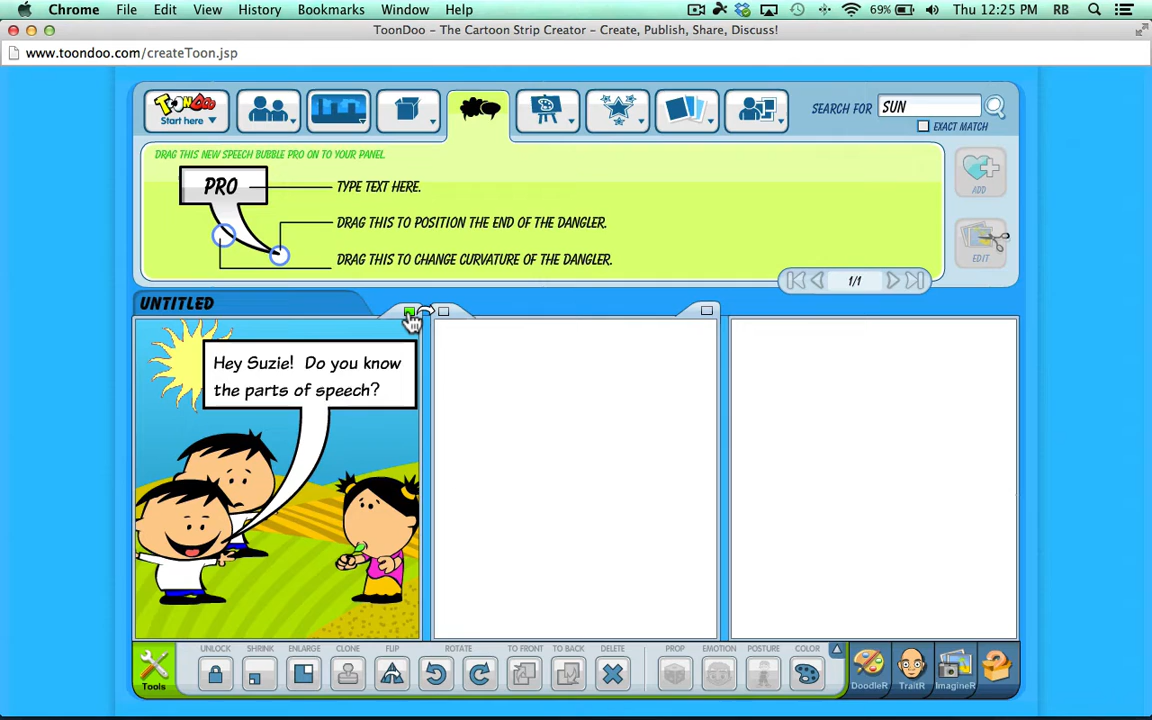 Chrome File Edit View History Bookmarks Window Help 69% Thu 12:25 PM RB
ToonDoo - The Cartoon Strip Creator - Create, Publish, Share, Discuss!
www.toondoo.com/createToon.jsp
TOONDOO
Start here
SEARCH FOR SUN
EXACT MATCH
DRAG THIS NEW SPEECH BUBBLE PRO ON TO YOUR PANEL.
PRO
TYPE TEXT HERE.
DRAG THIS TO POSITION THE END OF THE DANGLER.
DRAG THIS TO CHANGE CURVATURE OF THE DANGLER.
ADD
EDIT
1/1
UNTITLED
Hey Suzie! Do you know
the parts of speech?
Tools
UNLOCK SHRINK ENLARGE CLONE FLIP ROTATE TO FRONT TO BACK DELETE PROP EMOTION POSTURE COLOR
DoodleR TraitR ImagineR